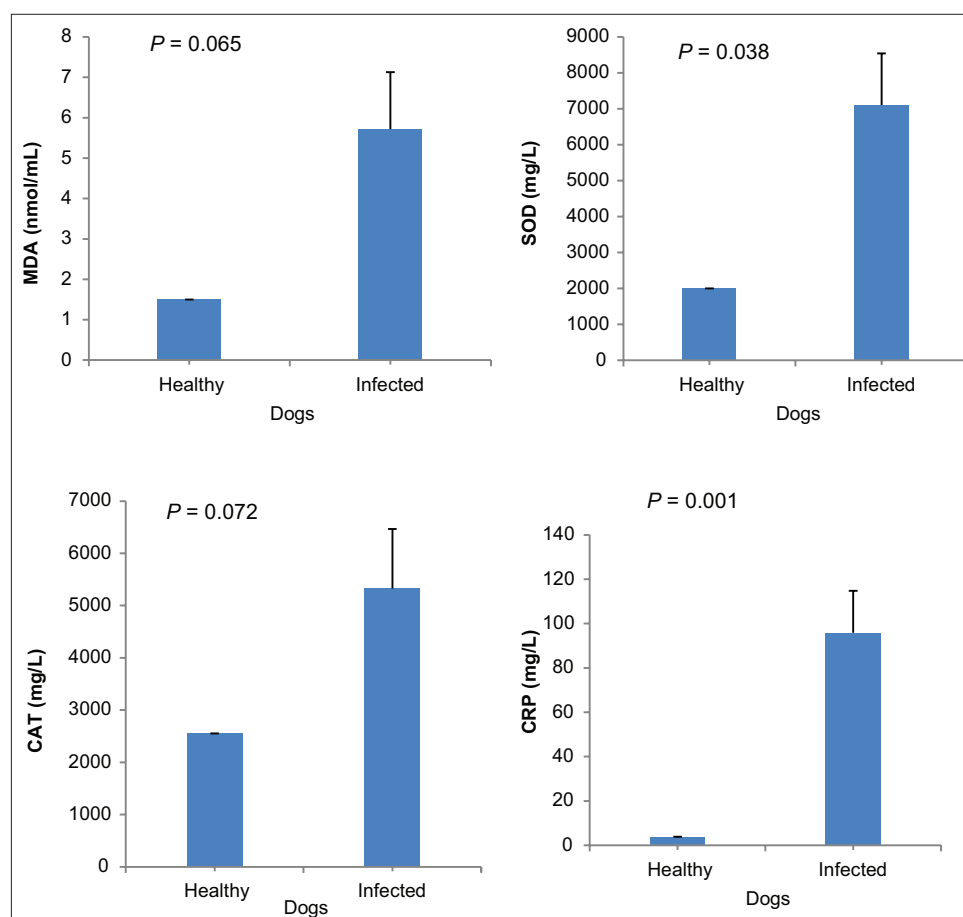 P = 0.065
MDA (nmol/mL)
8
7
6
5
4
3
2
1
0
Healthy Infected
Dogs
P = 0.038
SOD (mg/L)
9000
8000
7000
6000
5000
4000
3000
2000
1000
0
Healthy Infected
Dogs
P = 0.072
CAT (mg/L)
7000
6000
5000
4000
3000
2000
1000
0
Healthy Infected
Dogs
P = 0.001
CRP (mg/L)
140
120
100
80
60
40
20
0
Healthy Infected
Dogs